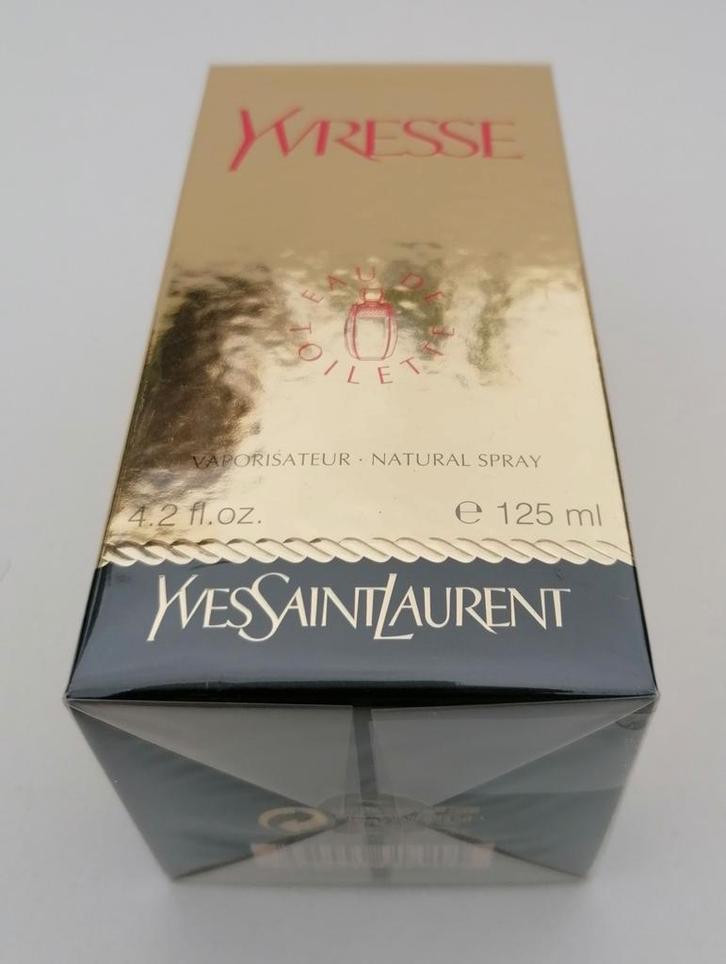 YVRESSE
EAU DE TOILETTE
VAPORISATEUR · NATURAL SPRAY
4.2 fl.oz. ℮ 125 ml
YVESSAINTLAURENT